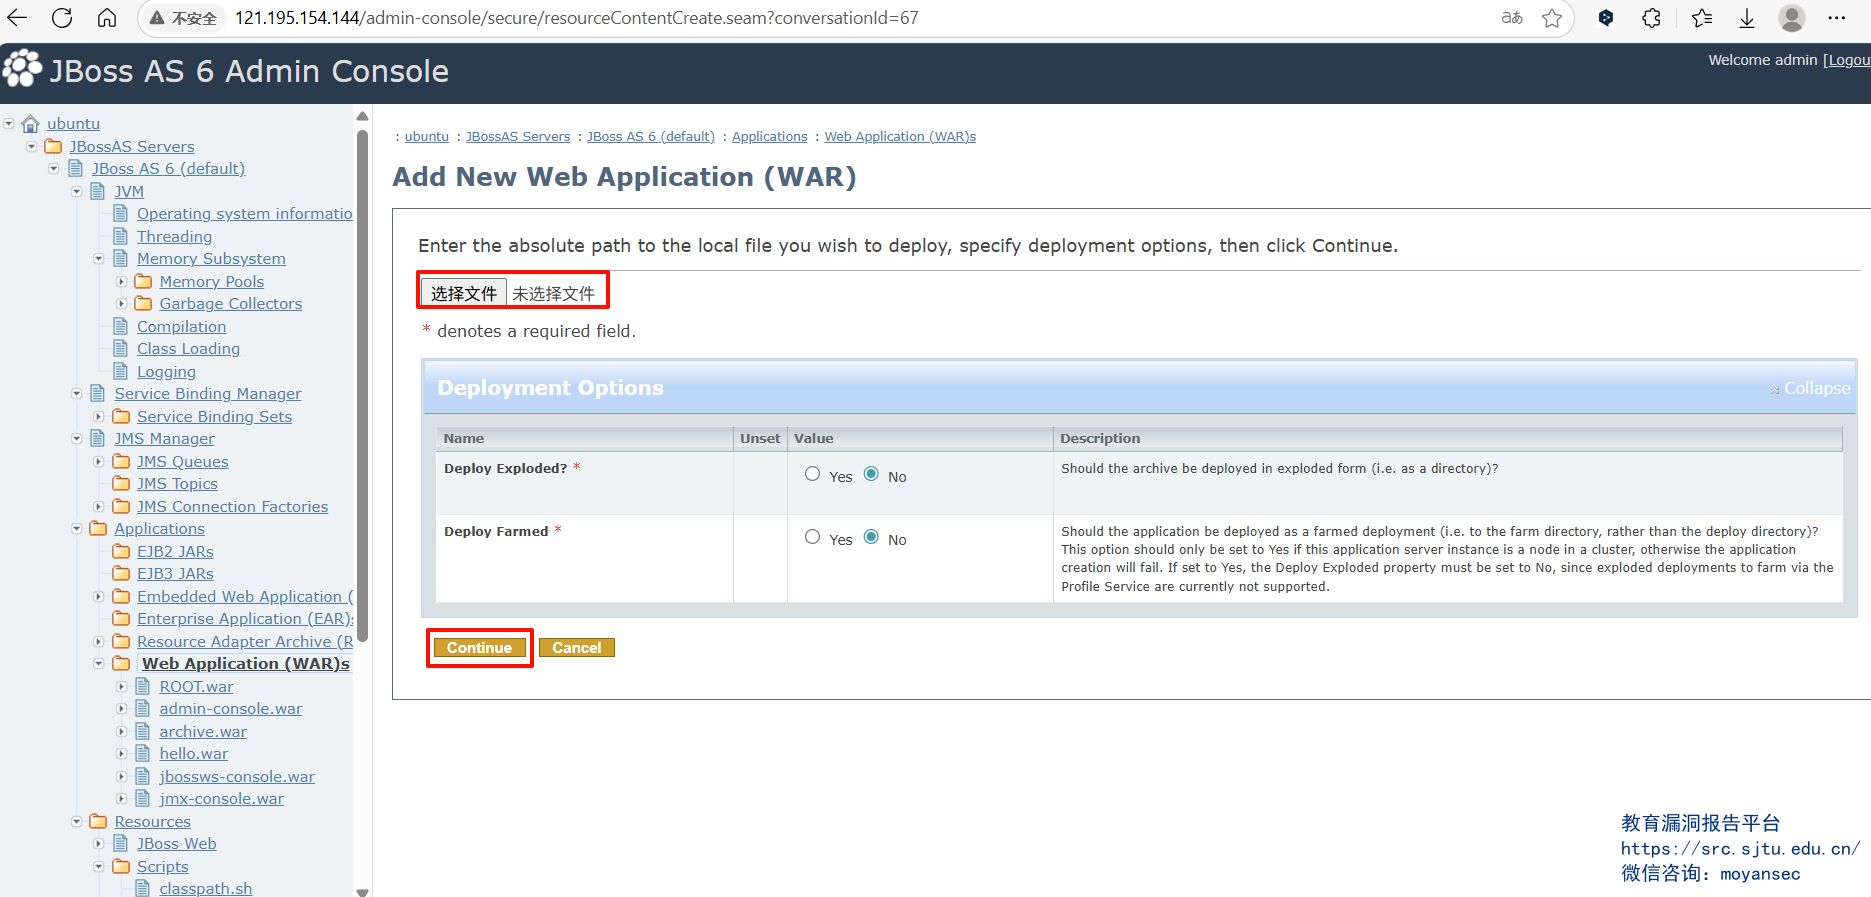 不安全
121.195.154.144/admin-console/secure/resourceContentCreate.seam?conversationId=67
aあ
JBoss AS 6 Admin Console
Welcome admin [Logou
ubuntu
JBossAS Servers
JBoss AS 6 (default)
JVM
Operating system informatio
Threading
Memory Subsystem
Memory Pools
Garbage Collectors
Compilation
Class Loading
Logging
Service Binding Manager
Service Binding Sets
JMS Manager
JMS Queues
JMS Topics
JMS Connection Factories
Applications
EJB2 JARs
EJB3 JARs
Embedded Web Application (
Enterprise Application (EAR)s
Resource Adapter Archive (R
Web Application (WAR)s
ROOT.war
admin-console.war
archive.war
hello.war
jbossws-console.war
jmx-console.war
Resources
JBoss Web
Scripts
classpath.sh
: ubuntu : JBossAS Servers : JBoss AS 6 (default) : Applications : Web Application (WAR)s
Add New Web Application (WAR)
Enter the absolute path to the local file you wish to deploy, specify deployment options, then click Continue.
选择文件 未选择文件
* denotes a required field.
Deployment Options
Collapse
Name Unset Value Description
Deploy Exploded? * Yes No Should the archive be deployed in exploded form (i.e. as a directory)?
Deploy Farmed * Yes No Should the application be deployed as a farmed deployment (i.e. to the farm directory, rather than the deploy directory)?
This option should only be set to Yes if this application server instance is a node in a cluster, otherwise the application
creation will fail. If set to Yes, the Deploy Exploded property must be set to No, since exploded deployments to farm via the
Profile Service are currently not supported.
Continue Cancel
教育漏洞报告平台
https://src.sjtu.edu.cn/
微信咨询: moyansec